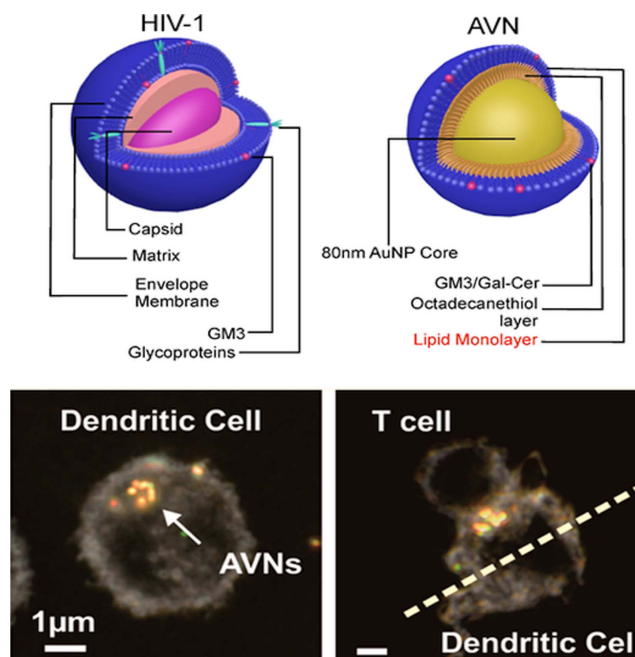 HIV-1
AVN
Capsid
Matrix
Envelope
Membrane
GM3
Glycoproteins
80nm AuNP Core
GM3/Gal-Cer
Octadecanethiol
layer
Lipid Monolayer
Dendritic Cell
AVNs
1µm
T cell
Dendritic Cel